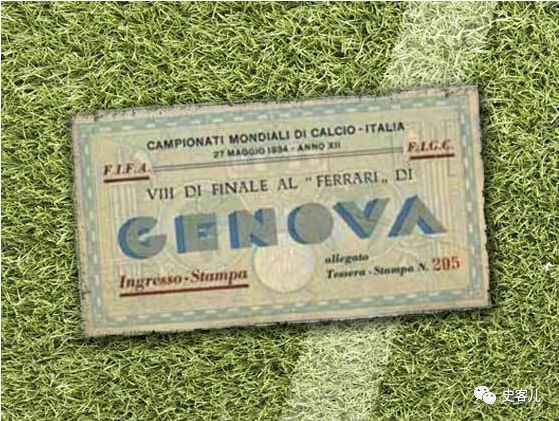 CAMPIONATI MONDIALI DI CALCIO - ITALIA
27 MAGGIO 1934 - ANNO XII
F.I.F.A.
F.I.G.C.
VIII DI FINALE AL "FERRARI„ DI
GENOVA
Ingresso-Stampa
allegato
Tessera-Stampa N. 295
史客儿